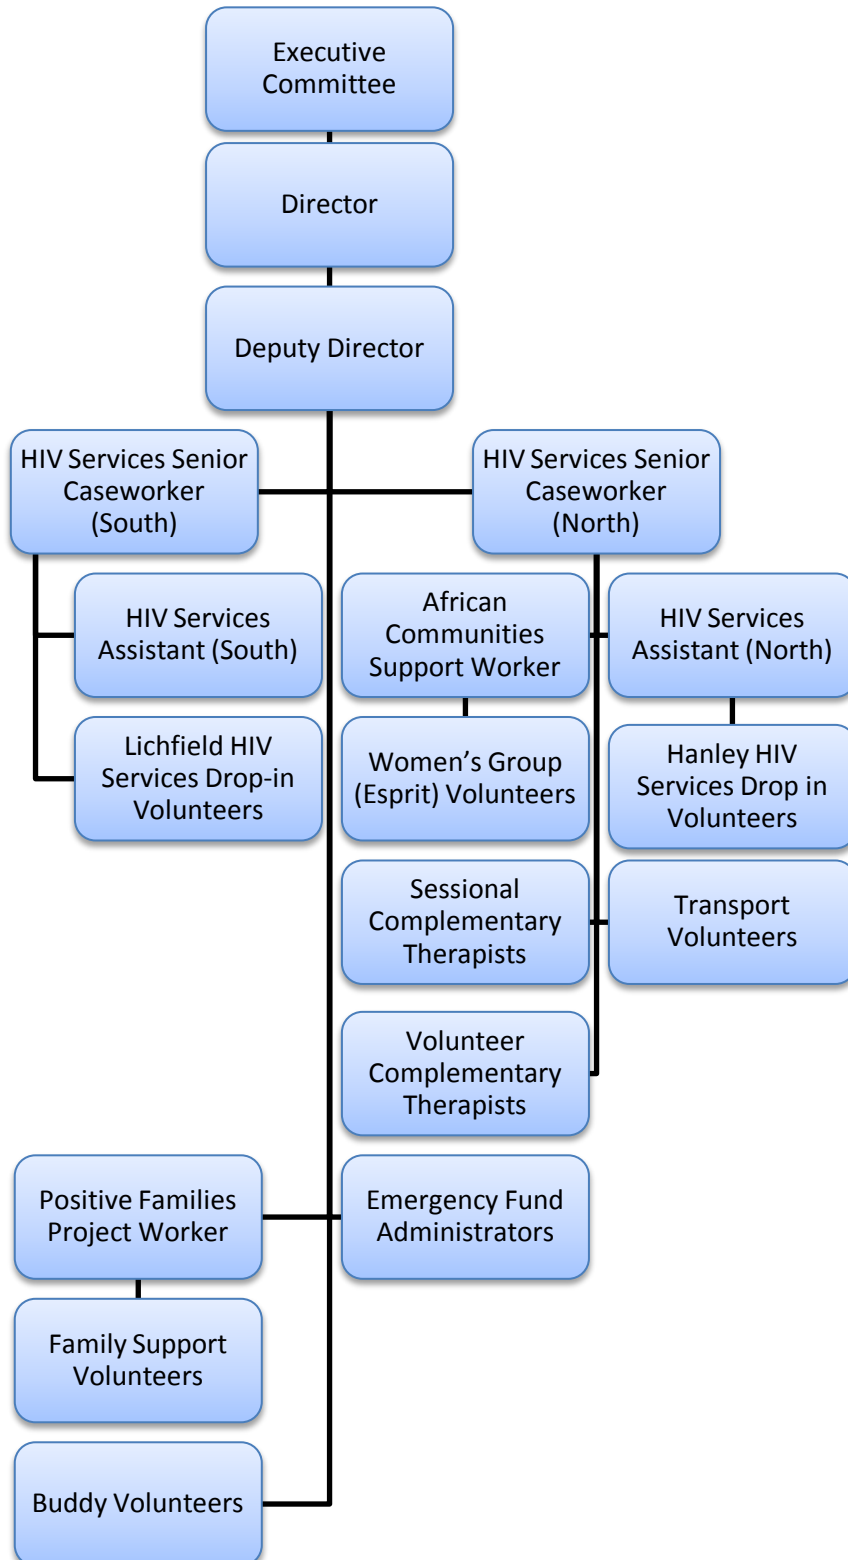 Executive
Committee
Director
Deputy Director
HIV Services Senior
Caseworker
(South)
HIV Services Senior
Caseworker
(North)
HIV Services
Assistant (South)
African
Communities
Support Worker
HIV Services
Assistant (North)
Lichfield HIV
Services Drop-in
Volunteers
Women’s Group
(Esprit) Volunteers
Hanley HIV
Services Drop in
Volunteers
Sessional
Complementary
Therapists
Transport
Volunteers
Volunteer
Complementary
Therapists
Positive Families
Project Worker
Emergency Fund
Administrators
Family Support
Volunteers
Buddy Volunteers